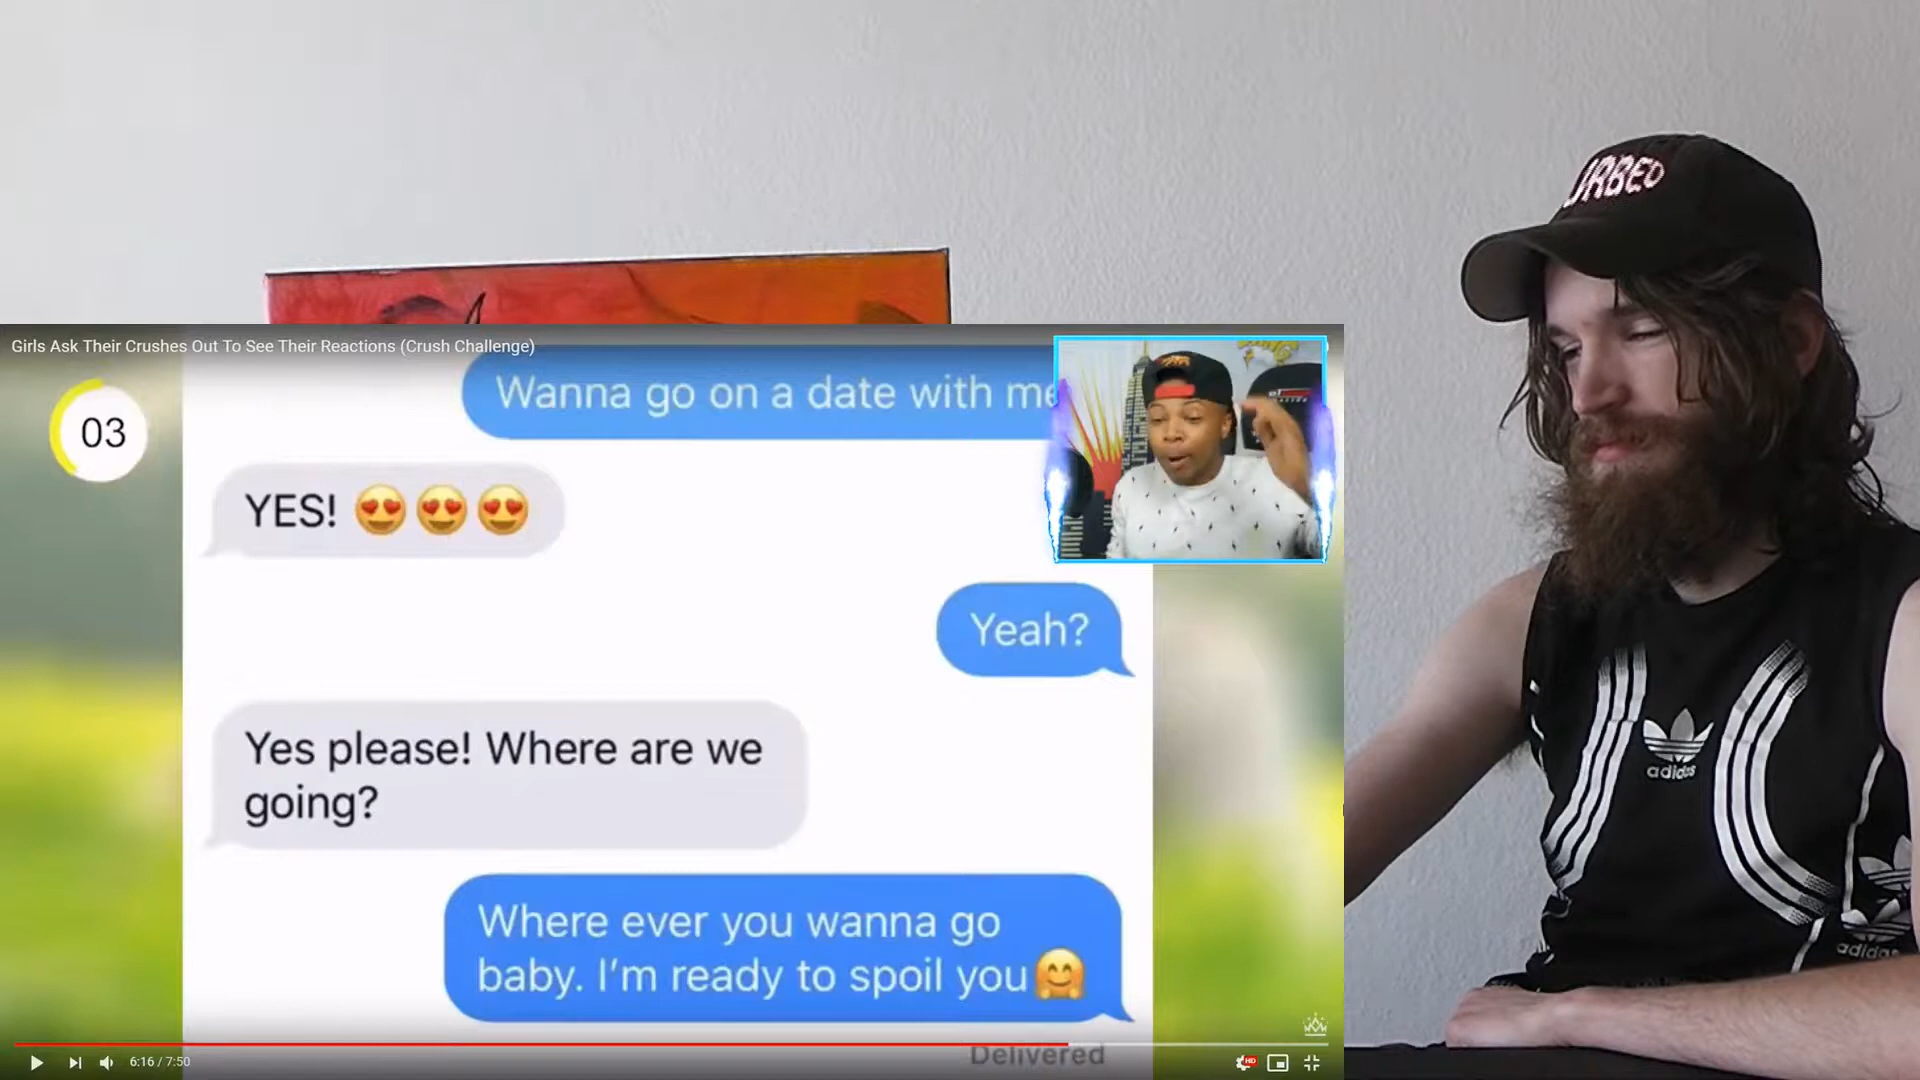 Girls Ask Their Crushes Out To See Their Reactions (Crush Challenge)
03
Wanna go on a date with me
YES! 😍😍😍
Yeah?
Yes please! Where are we
going?
Where ever you wanna go
baby. I'm ready to spoil you🤗
Delivered
6:16 / 7:50
HD
URBED
adidas
adidas